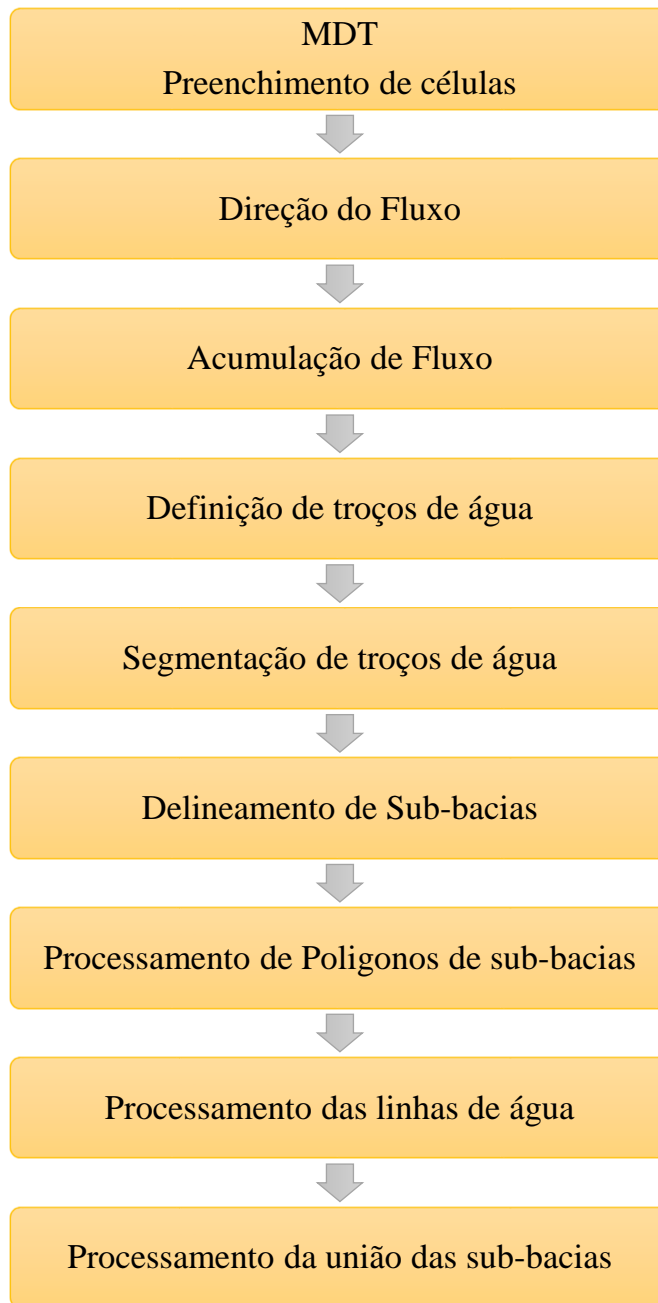 MDT
Preenchimento de células
Direção do Fluxo
Acumulação de Fluxo
Definição de troços de água
Segmentação de troços de água
Delineamento de Sub-bacias
Processamento de Poligonos de sub-bacias
Processamento das linhas de água
Processamento da união das sub-bacias